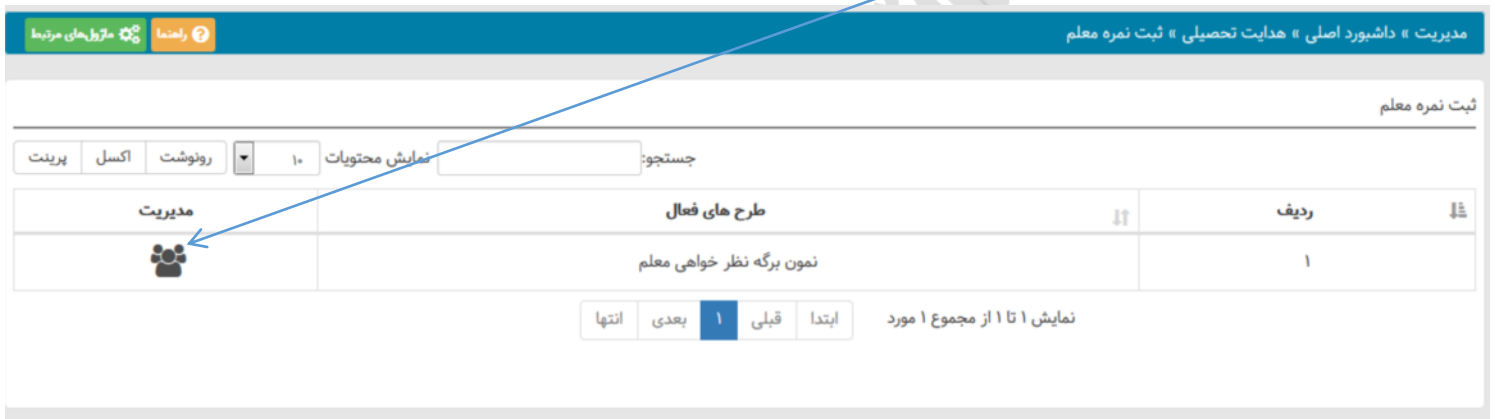 مدیریت » داشبورد اصلی » هدایت تحصیلی » ثبت نمره معلم راهنما ماژول‌های مرتبط
ثبت نمره معلم
جستجو: نمایش محتویات ۱۰ رونوشت اکسل پرینت
ردیف طرح های فعال مدیریت
۱ نمون برگه نظر خواهی معلم
نمایش ۱ تا ۱ از مجموع ۱ مورد ابتدا قبلی ۱ بعدی انتها